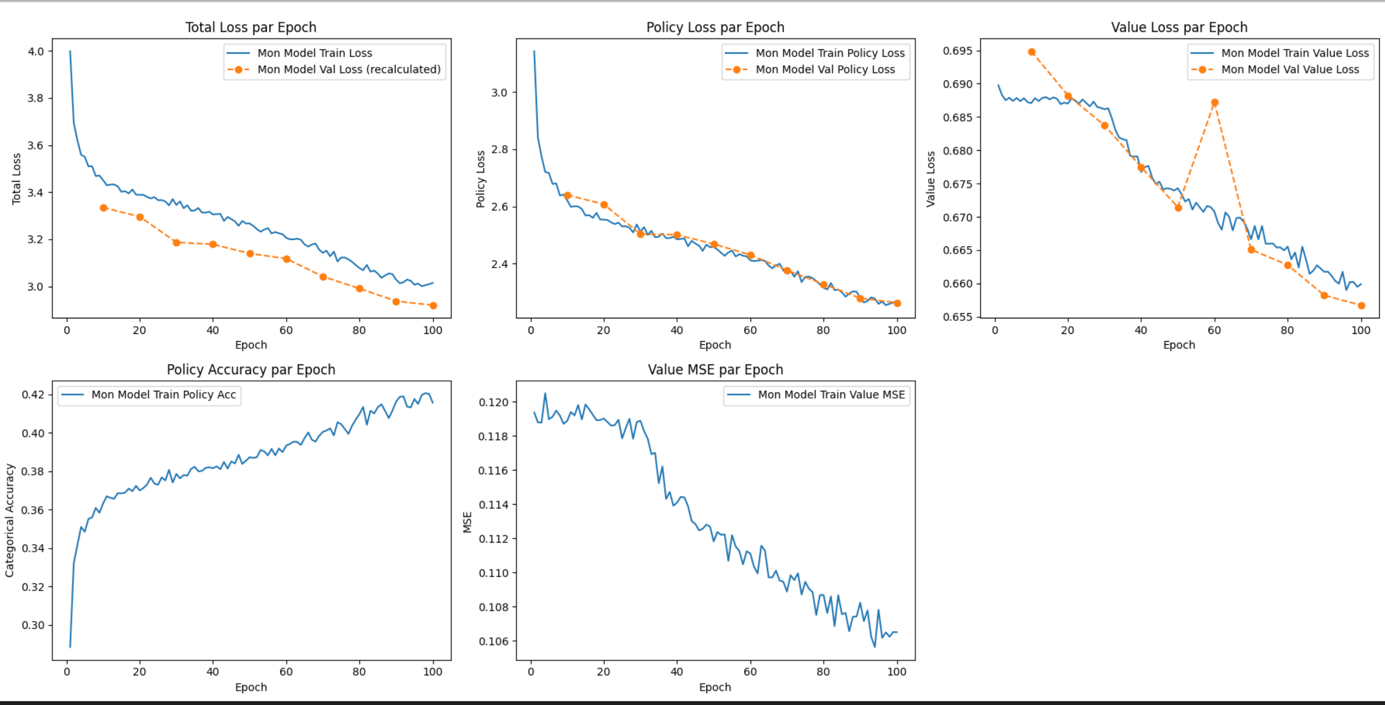 Total Loss par Epoch
Mon Model Train Loss
Mon Model Val Loss (recalculated)
4.0
3.8
3.6
3.4
3.2
3.0
Total Loss
0 20 40 60 80 100
Epoch
Policy Loss par Epoch
Mon Model Train Policy Loss
Mon Model Val Policy Loss
3.0
2.8
2.6
2.4
Policy Loss
0 20 40 60 80 100
Epoch
Value Loss par Epoch
Mon Model Train Value Loss
Mon Model Val Value Loss
0.695
0.690
0.685
0.680
0.675
0.670
0.665
0.660
0.655
Value Loss
0 20 40 60 80 100
Epoch
Policy Accuracy par Epoch
Mon Model Train Policy Acc
0.42
0.40
0.38
0.36
0.34
0.32
0.30
Categorical Accuracy
0 20 40 60 80 100
Epoch
Value MSE par Epoch
Mon Model Train Value MSE
0.120
0.118
0.116
0.114
0.112
0.110
0.108
0.106
MSE
0 20 40 60 80 100
Epoch